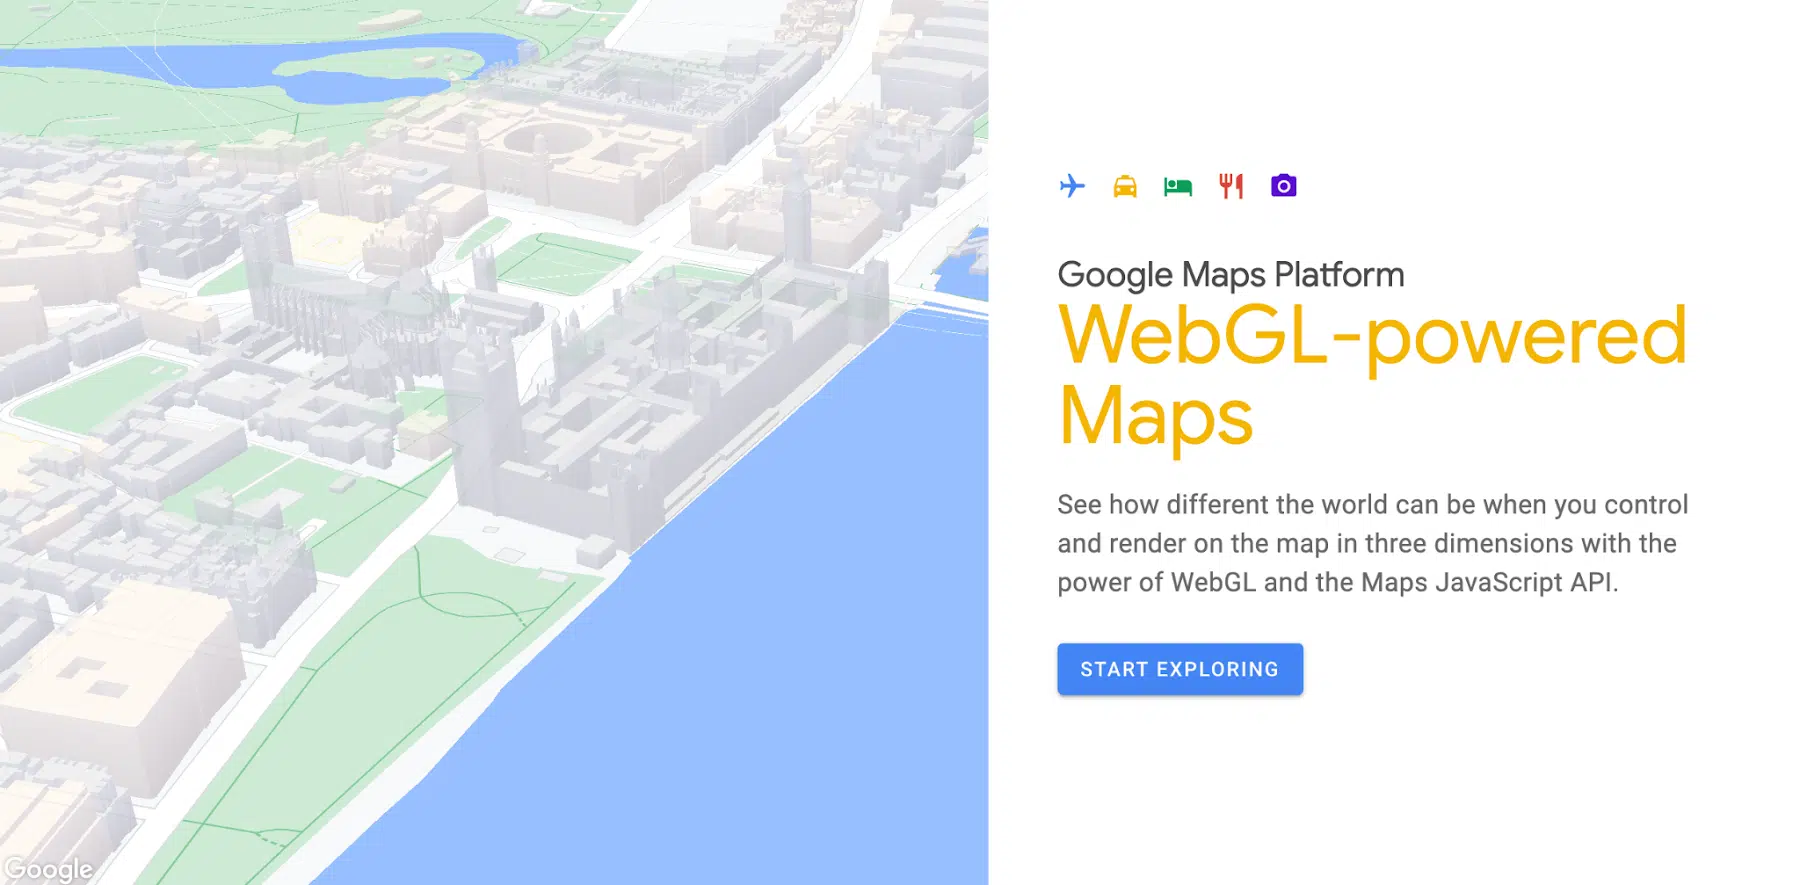 Google Maps Platform
WebGL-powered
Maps
See how different the world can be when you control
and render on the map in three dimensions with the
power of WebGL and the Maps JavaScript API.
START EXPLORING
Google